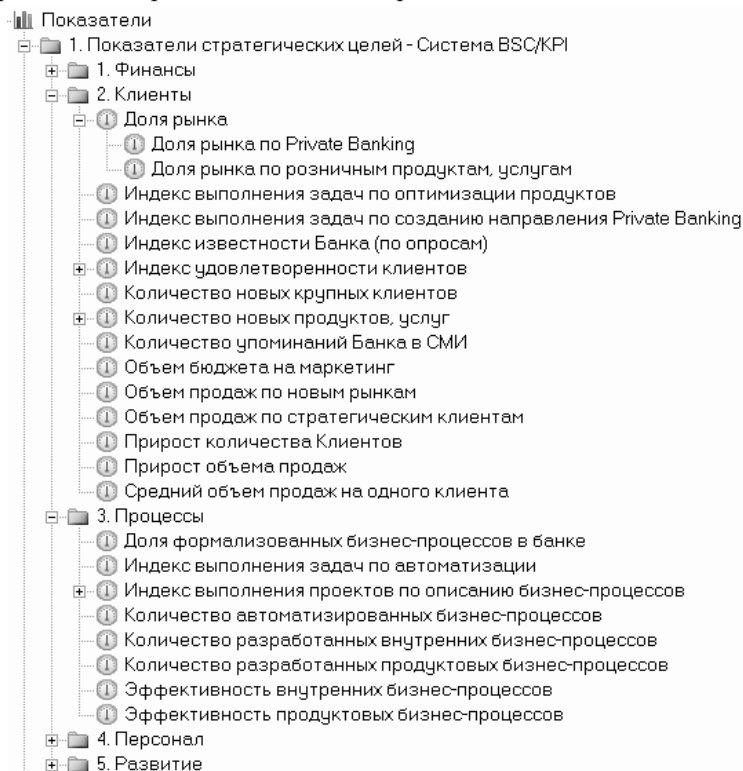 Показатели
1. Показатели стратегических целей - Система BSC/KPI
1. Финансы
2. Клиенты
Доля рынка
Доля рынка по Private Banking
Доля рынка по розничным продуктам, услугам
Индекс выполнения задач по оптимизации продуктов
Индекс выполнения задач по созданию направления Private Banking
Индекс известности Банка (по опросам)
Индекс удовлетворенности клиентов
Количество новых крупных клиентов
Количество новых продуктов, услуг
Количество упоминаний Банка в СМИ
Объем бюджета на маркетинг
Объем продаж по новым рынкам
Объем продаж по стратегическим клиентам
Прирост количества Клиентов
Прирост объема продаж
Средний объем продаж на одного клиента
3. Процессы
Доля формализованных бизнес-процессов в банке
Индекс выполнения задач по автоматизации
Индекс выполнения проектов по описанию бизнес-процессов
Количество автоматизированных бизнес-процессов
Количество разработанных внутренних бизнес-процессов
Количество разработанных продуктовых бизнес-процессов
Эффективность внутренних бизнес-процессов
Эффективность продуктовых бизнес-процессов
4. Персонал
5. Развитие